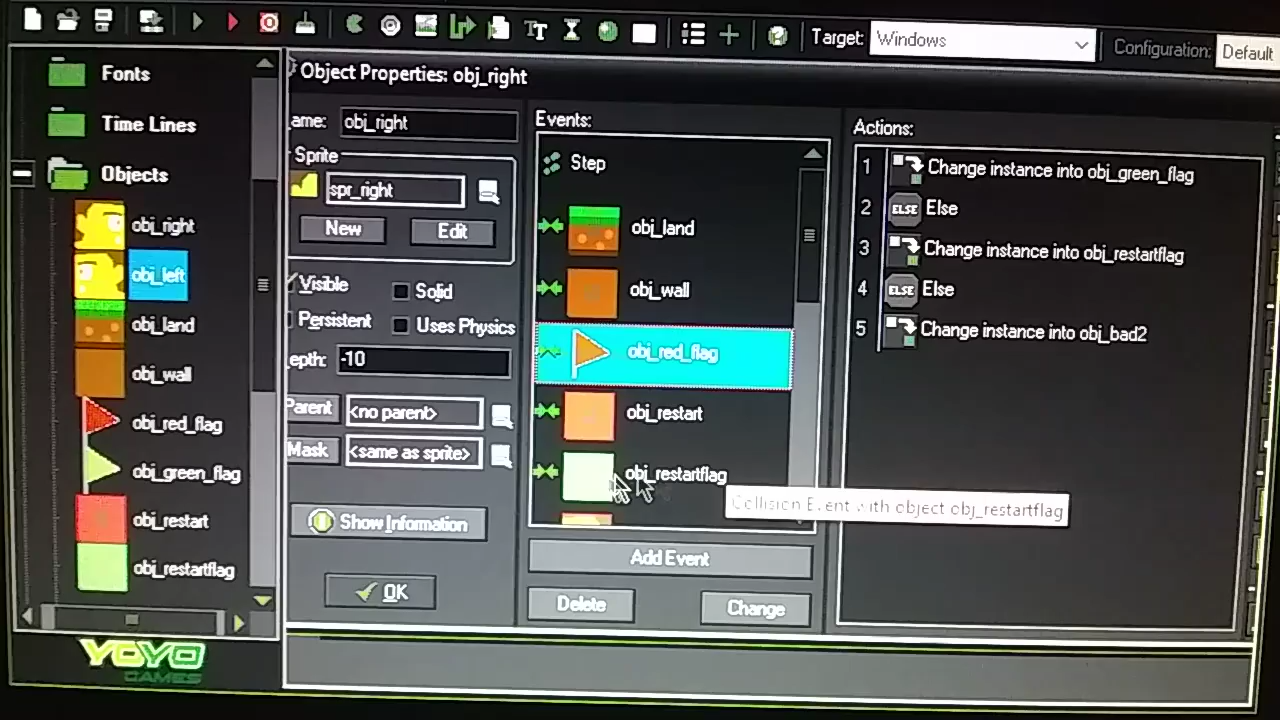 Target: Windows
Configuration: Default
Fonts
Time Lines
Objects
obj_right
obj_left
obj_land
obj_wall
obj_red_flag
obj_green_flag
obj_restart
obj_restartflag
YOYO
GAMES
Object Properties: obj_right
ame: obj_right
Sprite
spr_right
New
Edit
Visible
Solid
Persistent
Uses Physics
epth: -10
Parent
<no parent>
Mask
<same as sprite>
Show Information
OK
Events:
Step
obj_land
obj_wall
obj_red_flag
obj_restart
obj_restartflag
Collision Event with object obj_restartflag
Add Event
Delete
Change
Actions:
1 Change instance into obj_green_flag
2 ELSE Else
3 Change instance into obj_restartflag
4 ELSE Else
5 Change instance into obj_bad2